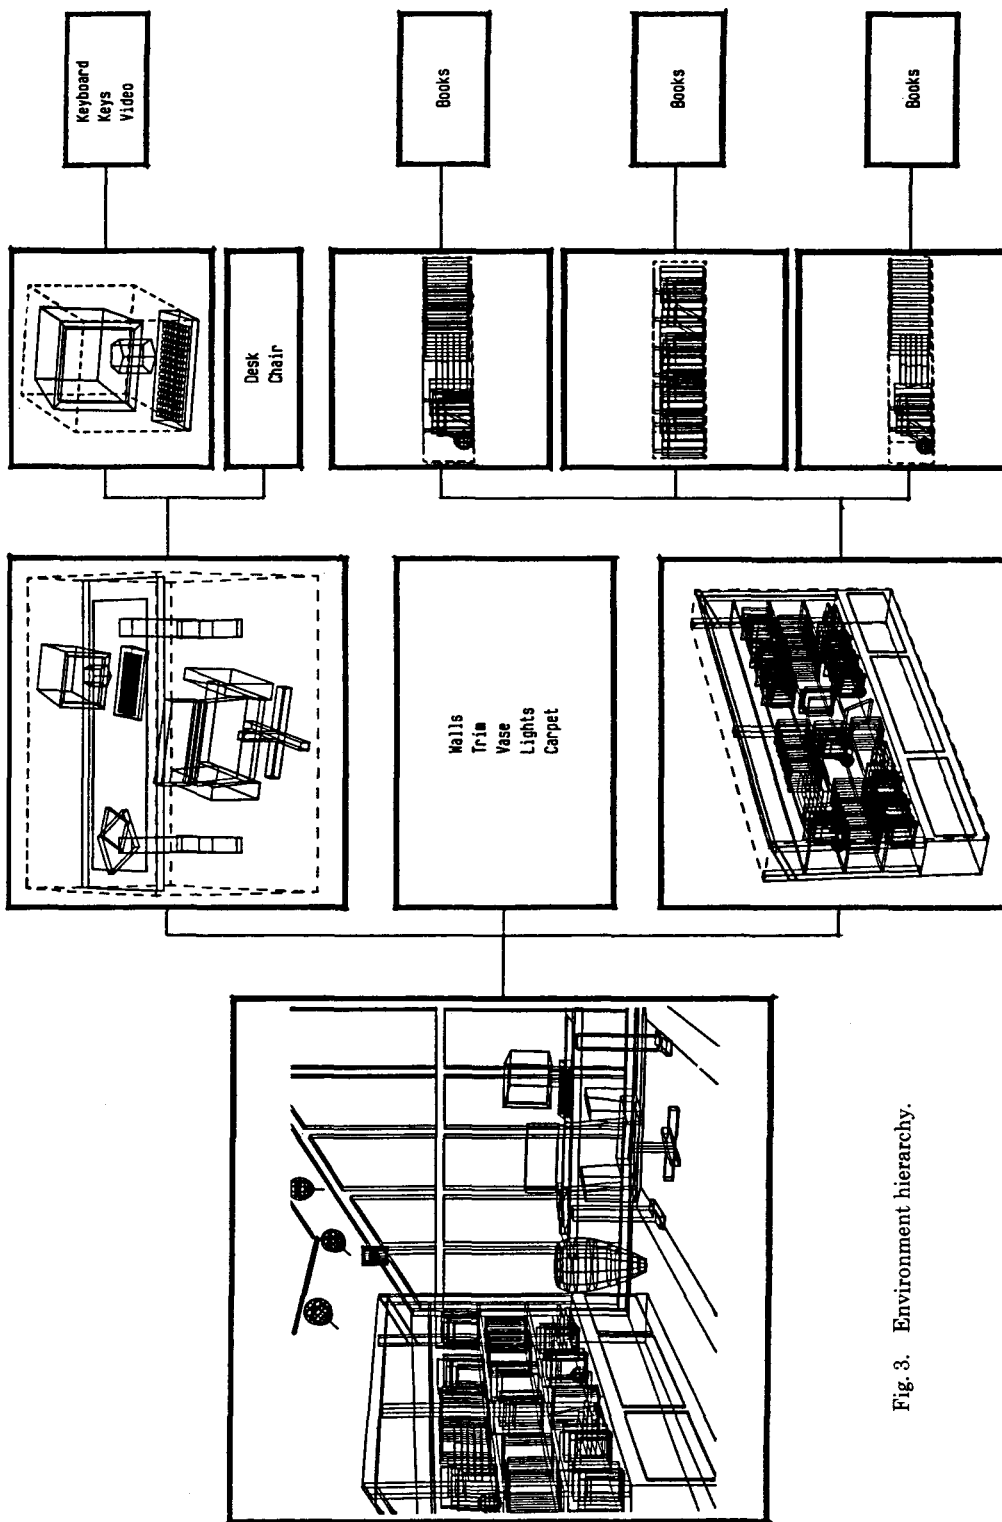 Keyboard
Keys
Video
Desk
Chair
Books
Books
Books
Walls
Trim
Vase
Lights
Carpet
Fig. 3. Environment hierarchy.